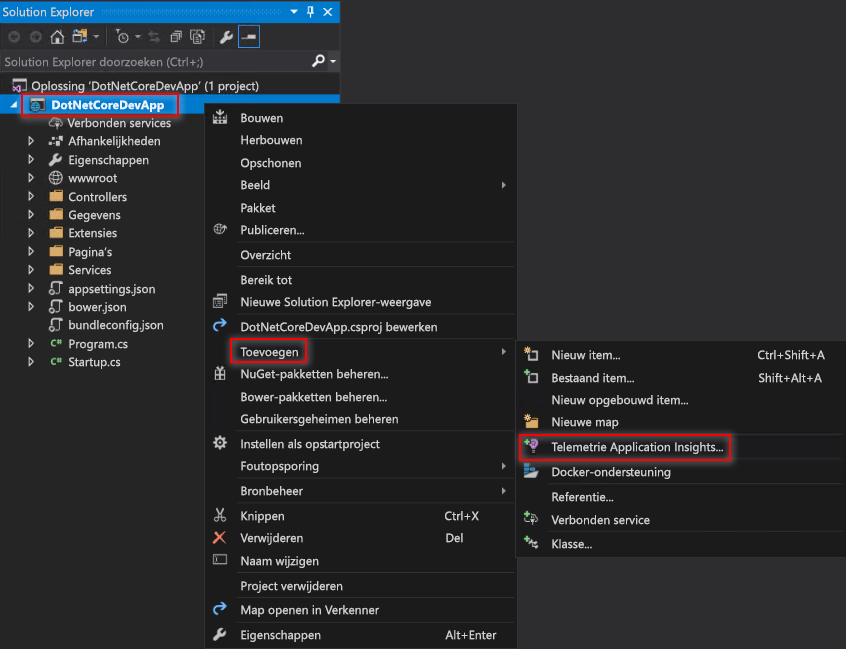 Solution Explorer
Solution Explorer doorzoeken (Ctrl+;)
Oplossing 'DotNetCoreDevApp' (1 project)
DotNetCoreDevApp
Verbonden services
Afhankelijkheden
Eigenschappen
wwwroot
Controllers
Gegevens
Extensies
Pagina's
Services
appsettings.json
bower.json
bundleconfig.json
C# Program.cs
C# Startup.cs
Bouwen
Herbouwen
Opschonen
Beeld
Pakket
Publiceren...
Overzicht
Bereik tot
Nieuwe Solution Explorer-weergave
DotNetCoreDevApp.csproj bewerken
Toevoegen
NuGet-pakketten beheren...
Bower-pakketten beheren...
Gebruikersgeheimen beheren
Instellen als opstartproject
Foutopsporing
Bronbeheer
Knippen Ctrl+X
Verwijderen Del
Naam wijzigen
Project verwijderen
Map openen in Verkenner
Eigenschappen Alt+Enter
Nieuw item... Ctrl+Shift+A
Bestaand item... Shift+Alt+A
Nieuw opgebouwd item...
Nieuwe map
Telemetrie Application Insights...
Docker-ondersteuning
Referentie...
Verbonden service
Klasse...